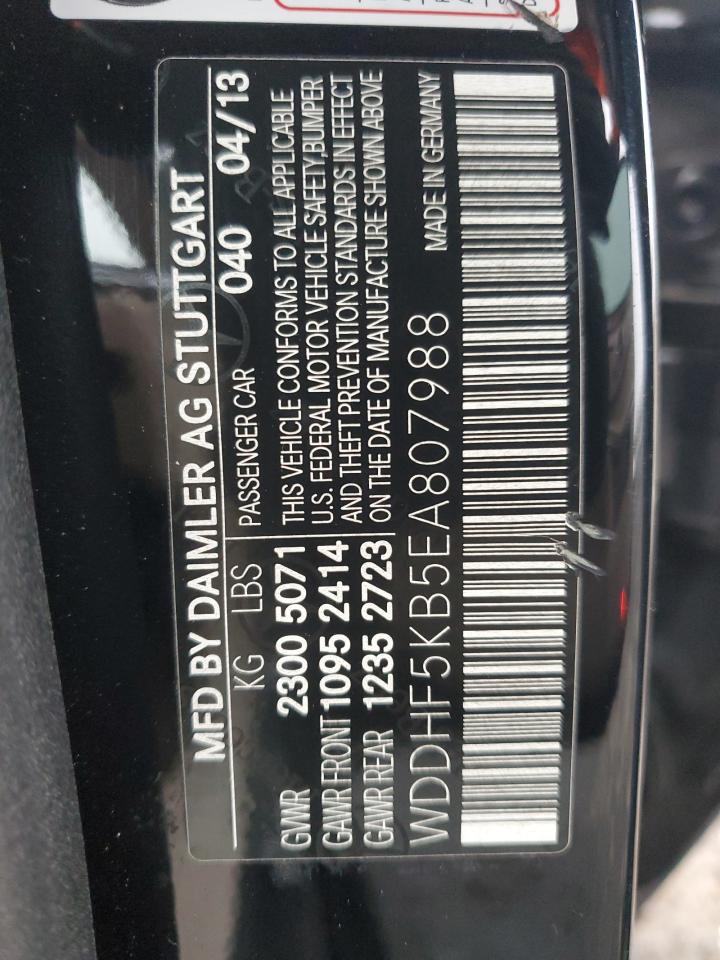 MFD BY DAIMLER AG STUTTGART
KG LBS PASSENGER CAR 040 04/13
GVWR 2300 5071 THIS VEHICLE CONFORMS TO ALL APPLICABLE
GAWR FRONT 1095 2414 U.S. FEDERAL MOTOR VEHICLE SAFETY, BUMPER
AND THEFT PREVENTION STANDARDS IN EFFECT
GAWR REAR 1235 2723 ON THE DATE OF MANUFACTURE SHOWN ABOVE
WDDHF5KB5EA807988 MADE IN GERMANY